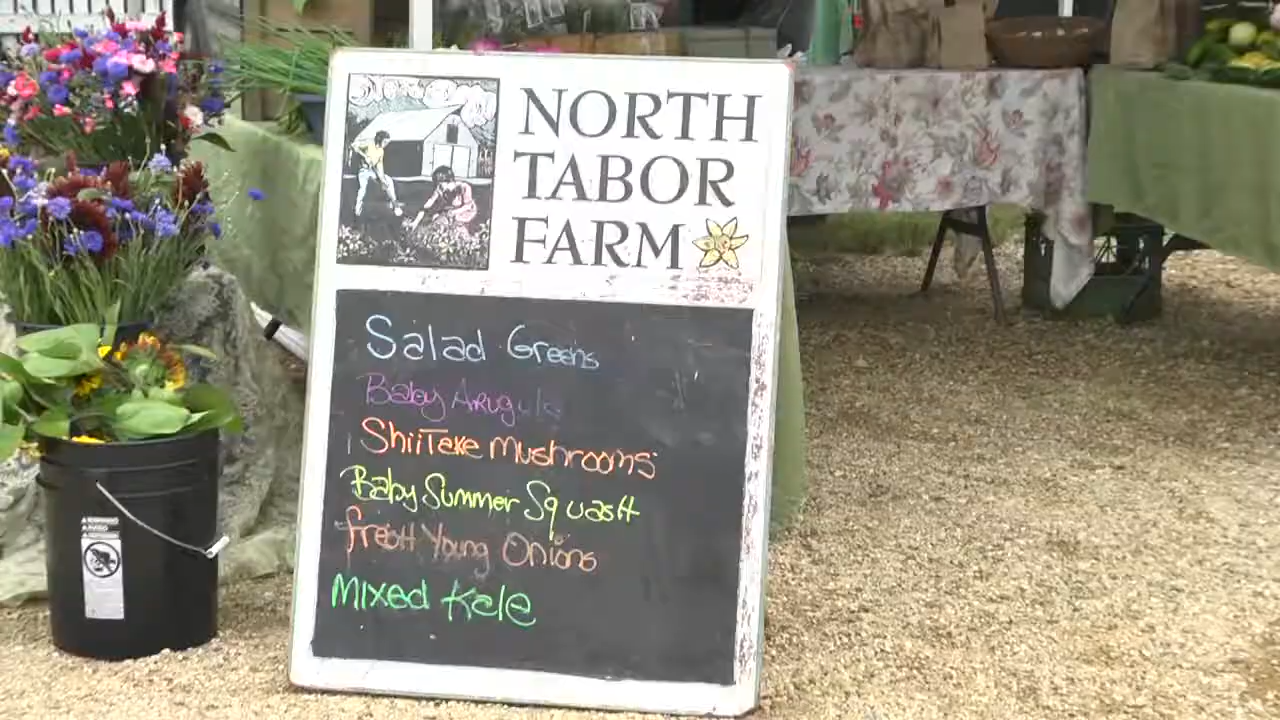 NORTH
TABOR
FARM
Salad Greens
Baby Arugula
ShiiTake Mushrooms
Baby Summer Squash
fresh Young Onions
Mixed Kale